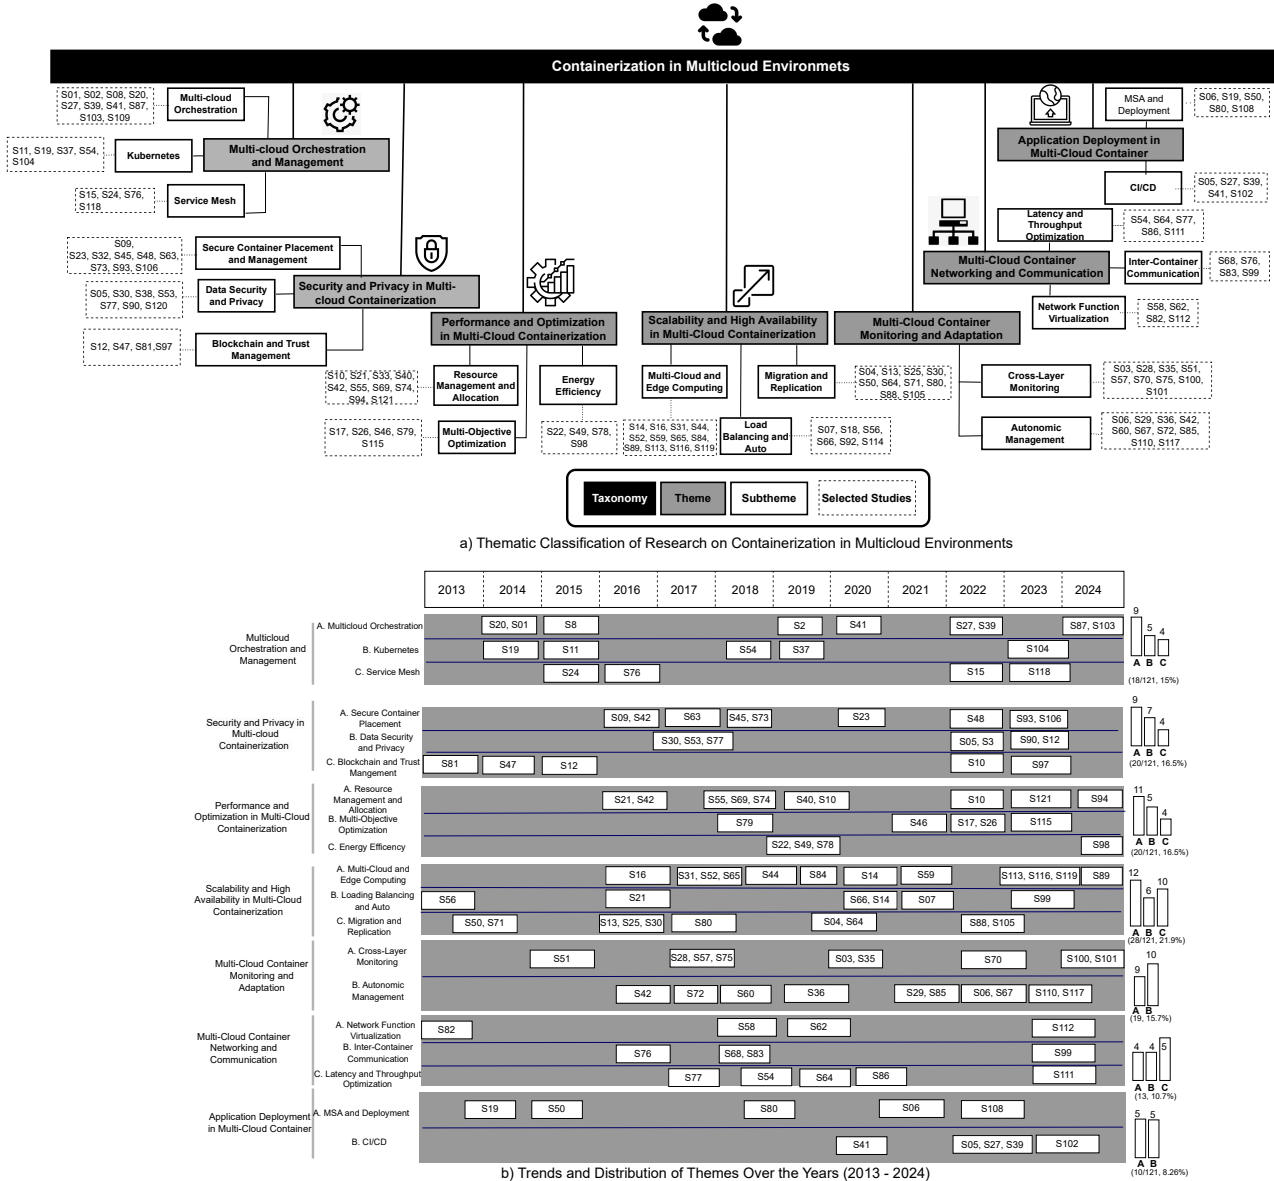 Containerization in Multicloud Environmets
S01, S02, S08, S20,
S27, S39, S41, S87,
S103, S109
Multi-cloud
Orchestration
S11, S19, S37, S54,
S104
Kubernetes
Multi-cloud Orchestration
and Management
S15, S24, S76,
S118
Service Mesh
S09,
S23, S32, S45, S48, S63,
S73, S93, S106
Secure Container Placement
and Management
S05, S30, S38, S53,
S77, S90, S120
Data Security
and Privacy
Security and Privacy in Multi-
cloud Containerization
S12, S47, S81,S97
Blockchain and Trust
Management
Performance and Optimization
in Multi-Cloud Containerization
S10, S21, S33, S40,
S42, S55, S69, S74,
S94, S121
Resource
Management and
Allocation
Energy
Efficiency
S17, S26, S46, S79,
S115
Multi-Objective
Optimization
S22, S49, S78,
S98
Scalability and High Availability
in Multi-Cloud Containerization
Multi-Cloud and
Edge Computing
Migration and
Replication
S04, S13, S25, S30,
S50, S64, S71, S80,
S88, S105
S14, S16, S31, S44,
S52, S59, S65, S84,
S89, S113, S116, S119
Load
Balancing and
Auto
S07, S18, S56,
S66, S92, S114
Multi-Cloud Container
Monitoring and Adaptation
Cross-Layer
Monitoring
S03, S28, S35, S51,
S57, S70, S75, S100,
S101
Autonomic
Management
S06, S29, S36, S42,
S60, S67, S72, S85,
S110, S117
MSA and
Deployment
S06, S19, S50,
S80, S108
Application Deployment in
Multi-Cloud Container
CI/CD
S05, S27, S39,
S41, S102
Latency and
Throughput
Optimization
S54, S64, S77,
S86, S111
Multi-Cloud Container
Networking and Communication
Inter-Container
Communication
S68, S76,
S83, S99
Network Function
Virtualization
S58, S62,
S82, S112
Taxonomy
Theme
Subtheme
Selected Studies
a) Thematic Classification of Research on Containerization in Multicloud Environments
2013 2014 2015 2016 2017 2018 2019 2020 2021 2022 2023 2024
Multicloud
Orchestration and
Management
A. Multicloud Orchestration
S20, S01 S8 S2 S41 S27, S39 S87, S103
B. Kubernetes
S19 S11 S54 S37 S104
C. Service Mesh
S24 S76 S15 S118
9 5 4
A B C
(18/121, 15%)
Security and Privacy in
Multi-cloud
Containerization
A. Secure Container
Placement
S09, S42 S63 S45, S73 S23 S48 S93, S106
B. Data Security
and Privacy
S30, S53, S77 S05, S3 S90, S12
C. Blockchain and Trust
Mangement
S81 S47 S12 S10 S97
9 7 4
A B C
(20/121, 16.5%)
Performance and
Optimization in Multi-Cloud
Containerization
A. Resource
Management and
Allocation
S21, S42 S55, S69, S74 S40, S10 S10 S121 S94
B. Multi-Objective
Optimization
S79 S46 S17, S26 S115
C. Energy Efficency
S22, S49, S78 S98
11 5 4
A B C
(20/121, 16.5%)
Scalability and High
Availability in Multi-Cloud
Containerization
A. Multi-Cloud and
Edge Computing
S16 S31, S52, S65 S44 S84 S14 S59 S113, S116, S119 S89
B. Loading Balancing
and Auto
S56 S21 S66, S14 S07 S99
C. Migration and
Replication
S50, S71 S13, S25, S30 S80 S04, S64 S88, S105
12 6 10
A B C
(28/121, 21.9%)
Multi-Cloud Container
Monitoring and
Adaptation
A. Cross-Layer
Monitoring
S51 S28, S57, S75 S03, S35 S70 S100, S101
B. Autonomic
Management
S42 S72 S60 S36 S29, S85 S06, S67 S110, S117
9 10
A B
(19, 15.7%)
Multi-Cloud Container
Networking and
Communication
A. Network Function
Virtualization
S82 S58 S62 S112
B. Inter-Container
Communication
S76 S68, S83 S99
C. Latency and Throughput
Optimization
S77 S54 S64 S86 S111
4 4 5
A B C
(13, 10.7%)
Application Deployment
in Multi-Cloud Container
A. MSA and Deployment
S19 S50 S80 S06 S108
B. CI/CD
S41 S05, S27, S39 S102
5 5
A B
(10/121, 8.26%)
b) Trends and Distribution of Themes Over the Years (2013 - 2024)